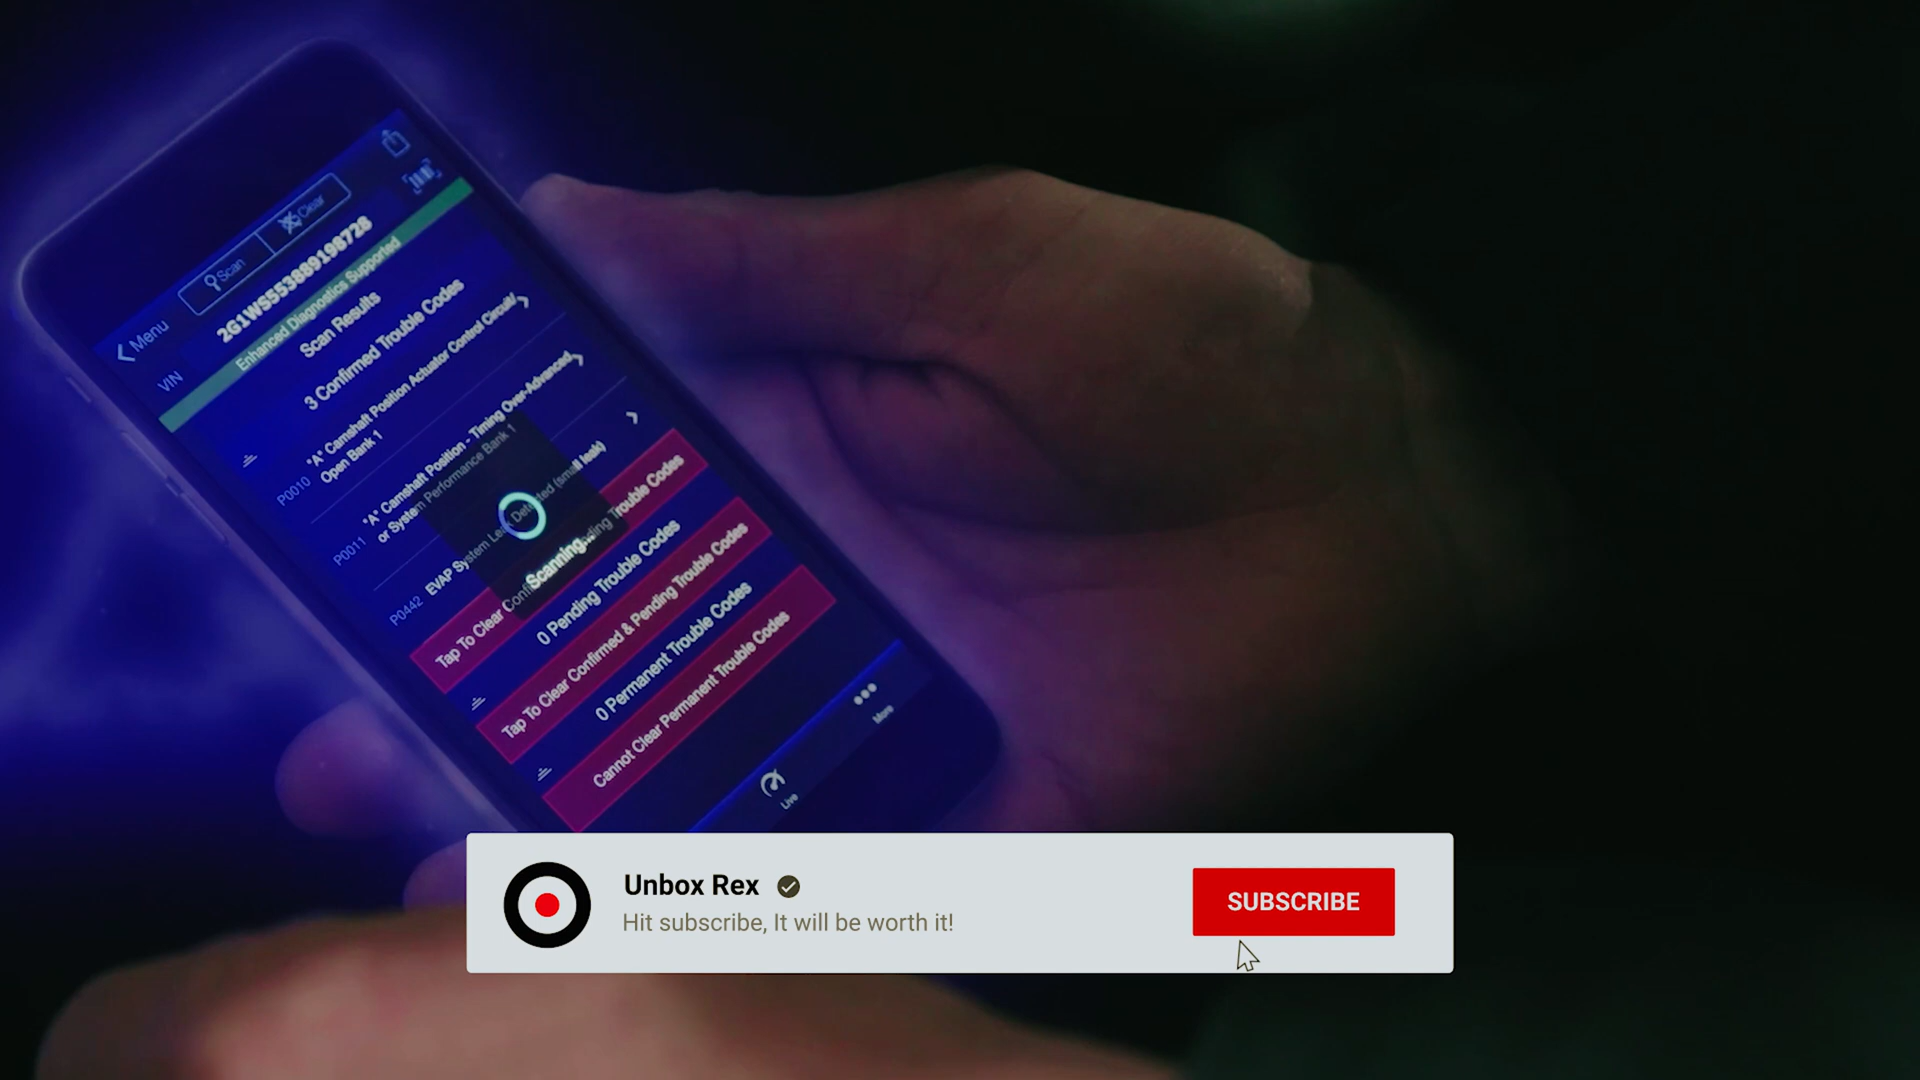 Menu
Scan
Clear
VIN
2G1WS553889198728
Enhanced Diagnostics Supported
Scan Results
3 Confirmed Trouble Codes
P0010
"A" Camshaft Position Actuator Control Circuit/
Open Bank 1
P0011
"A" Camshaft Position - Timing Over-Advanced
or System Performance Bank 1
P0442
EVAP System Leak Detected (small leak)
Scanning...
Tap To Clear Confirmed & Pending Trouble Codes
0 Pending Trouble Codes
Tap To Clear Confirmed & Pending Trouble Codes
0 Permanent Trouble Codes
Cannot Clear Permanent Trouble Codes
Live
More
Unbox Rex
Hit subscribe, It will be worth it!
SUBSCRIBE